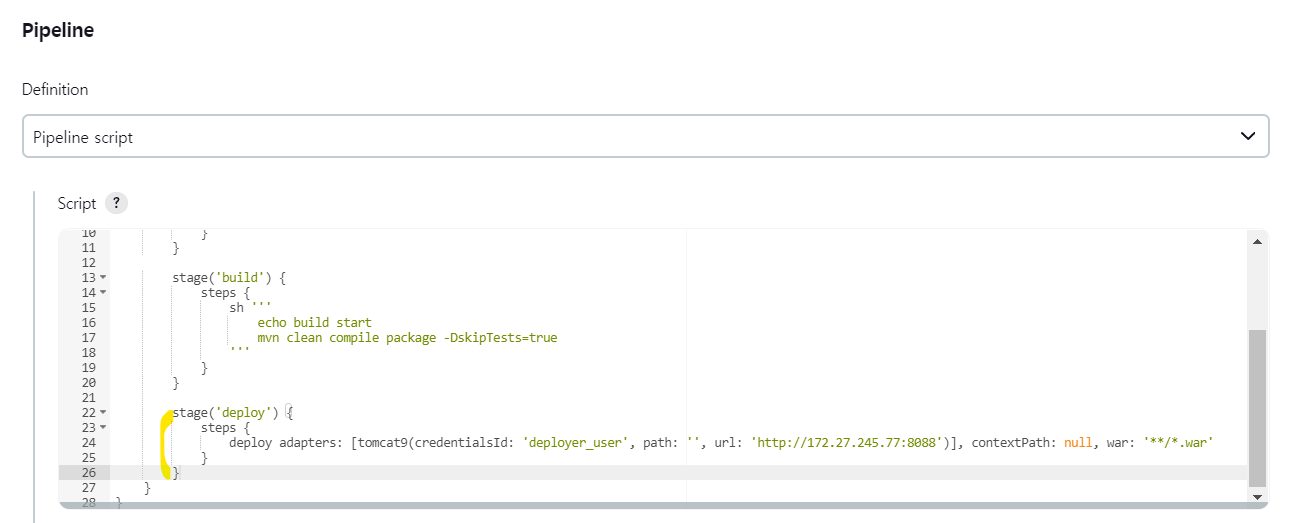 Pipeline
Definition
Pipeline script
Script ?
10 }
11 }
12
13 stage('build') {
14 steps {
15 sh '''
16 echo build start
17 mvn clean compile package -DskipTests=true
18 '''
19 }
20 }
21
22 stage('deploy') {
23 steps {
24 deploy adapters: [tomcat9(credentialsId: 'deployer_user', path: '', url: 'http://172.27.245.77:8088')], contextPath: null, war: '**/*.war'
25 }
26 }
27 }
28 }